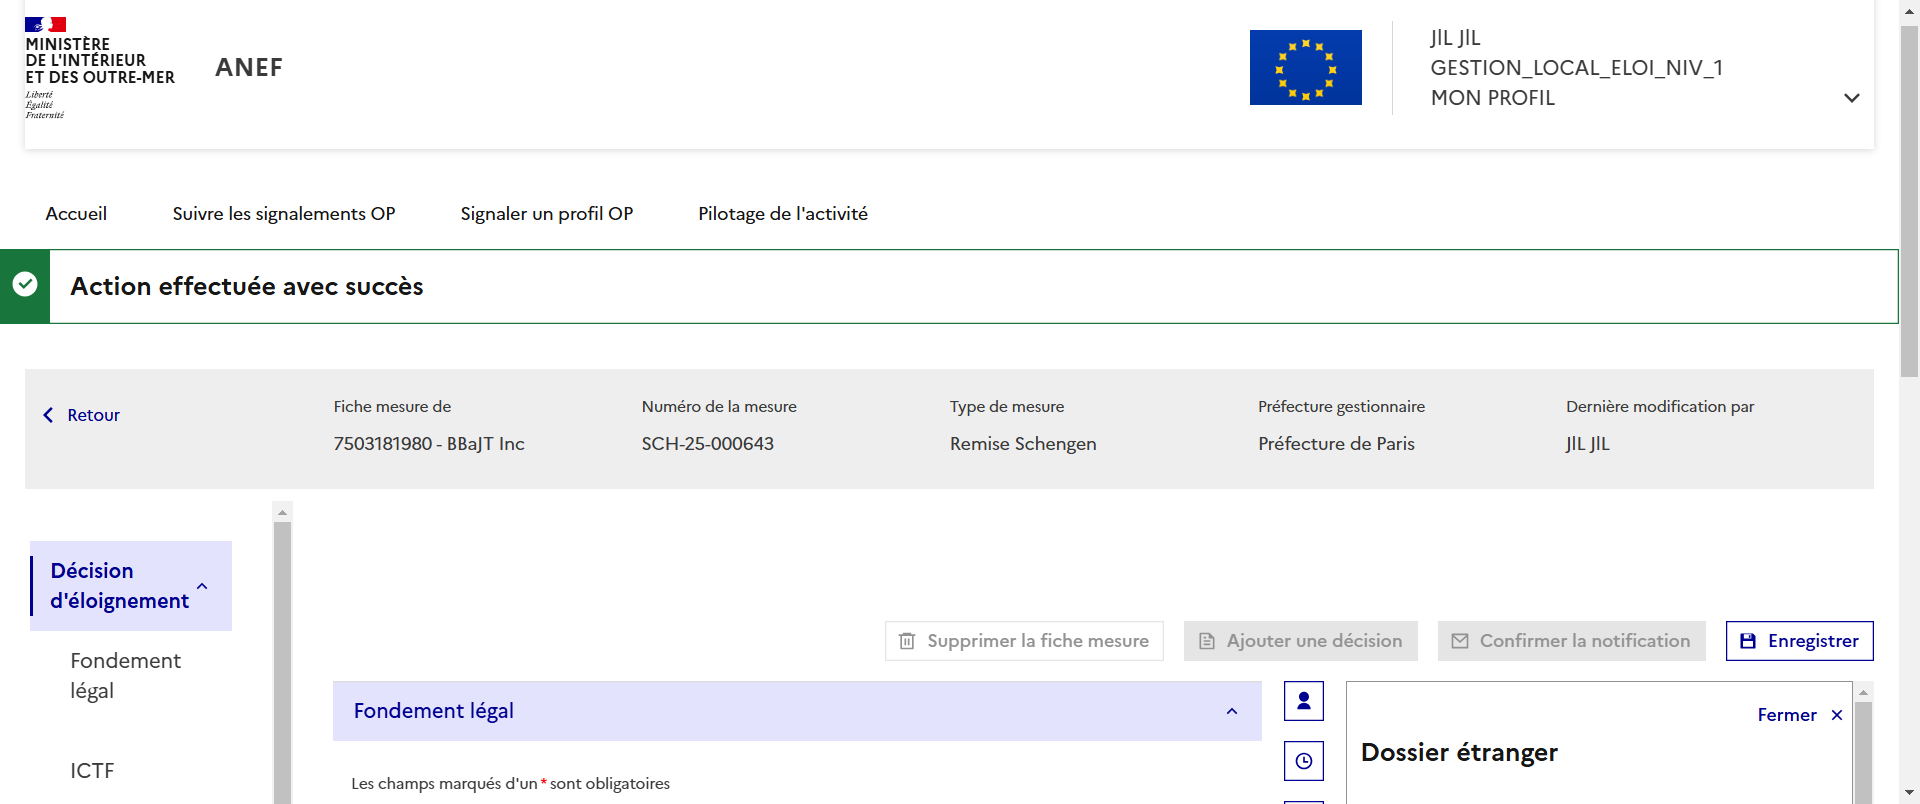 MINISTÈRE
DE L'INTÉRIEUR
ET DES OUTRE-MER
Liberté
Égalité
Fraternité
ANEF
JIL JIL
GESTION_LOCAL_ELOI_NIV_1
MON PROFIL
Accueil
Suivre les signalements OP
Signaler un profil OP
Pilotage de l'activité
Action effectuée avec succès
Retour
Fiche mesure de
7503181980 - BBaJT Inc
Numéro de la mesure
SCH-25-000643
Type de mesure
Remise Schengen
Préfecture gestionnaire
Préfecture de Paris
Dernière modification par
JIL JIL
Décision
d'éloignement
Fondement
légal
ICTF
Supprimer la fiche mesure
Ajouter une décision
Confirmer la notification
Enregistrer
Fondement légal
Les champs marqués d'un * sont obligatoires
Fermer
Dossier étranger